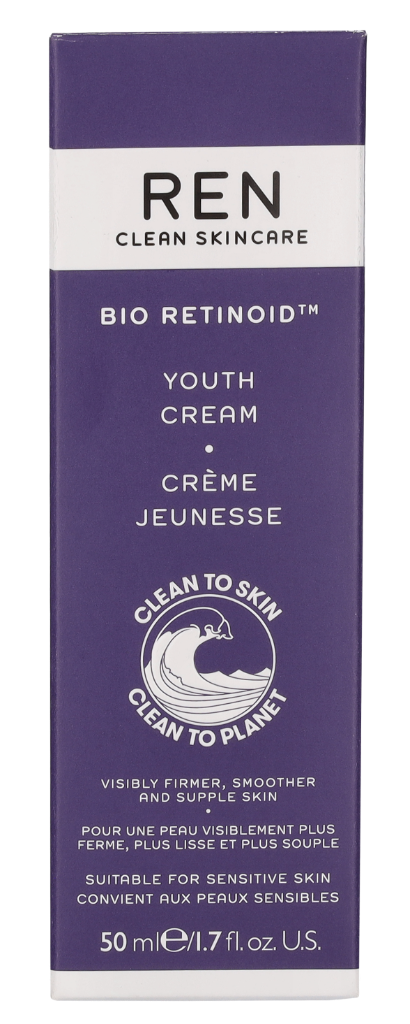 REN
CLEAN SKINCARE
BIO RETINOID™
YOUTH
CREAM
•
CRÈME
JEUNESSE
CLEAN TO SKIN
CLEAN TO PLANET
VISIBLY FIRMER, SMOOTHER
AND SUPPLE SKIN
•
POUR UNE PEAU VISIBLEMENT PLUS
FERME, PLUS LISSE ET PLUS SOUPLE
SUITABLE FOR SENSITIVE SKIN
CONVIENT AUX PEAUX SENSIBLES
50 ml℮/1.7 fl. oz. U.S.